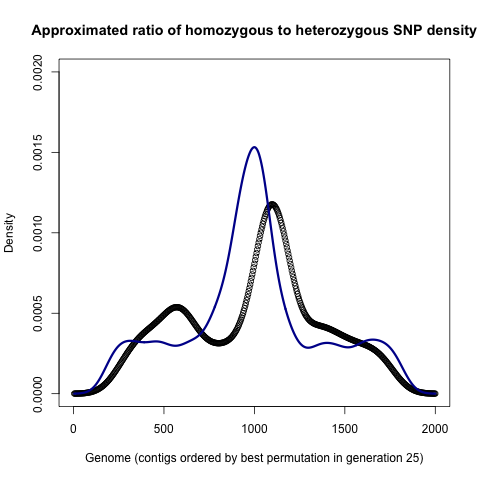 Approximated ratio of homozygous to heterozygous SNP density
0.0020
0.0015
0.0010
0.0005
0.0000
Density
0 500 1000 1500 2000
Genome (contigs ordered by best permutation in generation 25)